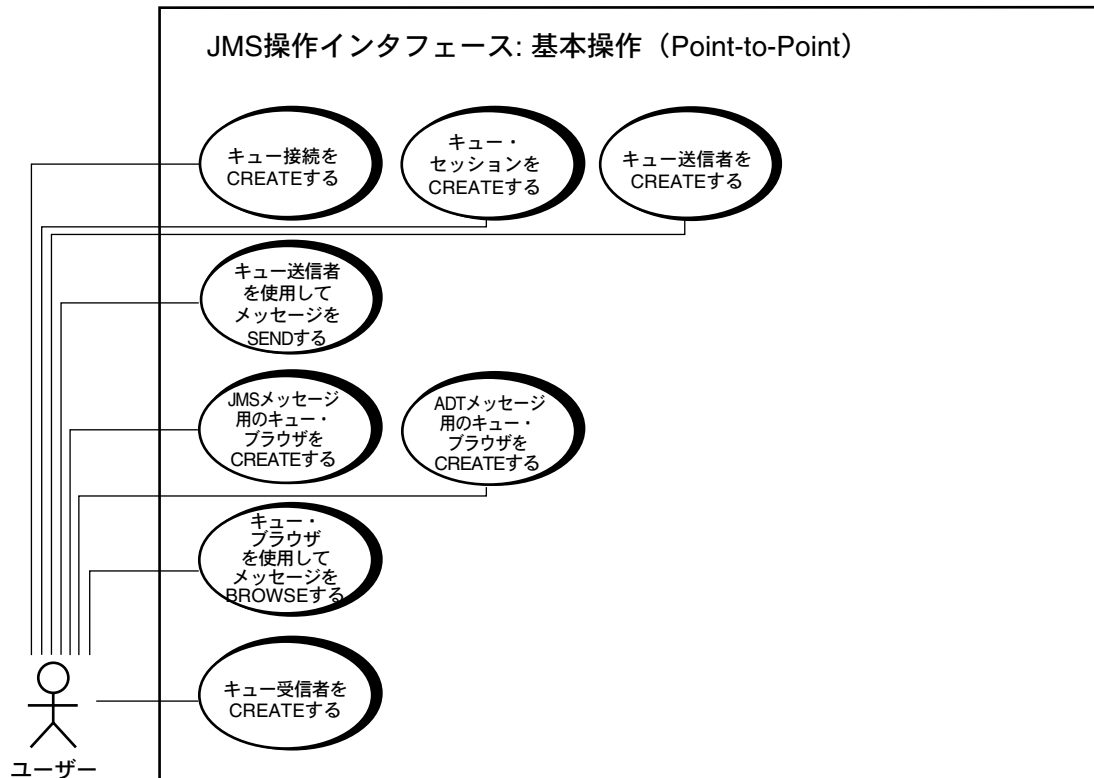 JMS操作インタフェース: 基本操作（Point-to-Point）
キュー接続を
CREATEする
キュー・
セッションを
CREATEする
キュー送信者を
CREATEする
キュー送信者
を使用して
メッセージを
SENDする
JMSメッセージ
用のキュー・
ブラウザを
CREATEする
ADTメッセージ
用のキュー・
ブラウザを
CREATEする
キュー・
ブラウザ
を使用して
メッセージを
BROWSEする
キュー受信者を
CREATEする
ユーザー